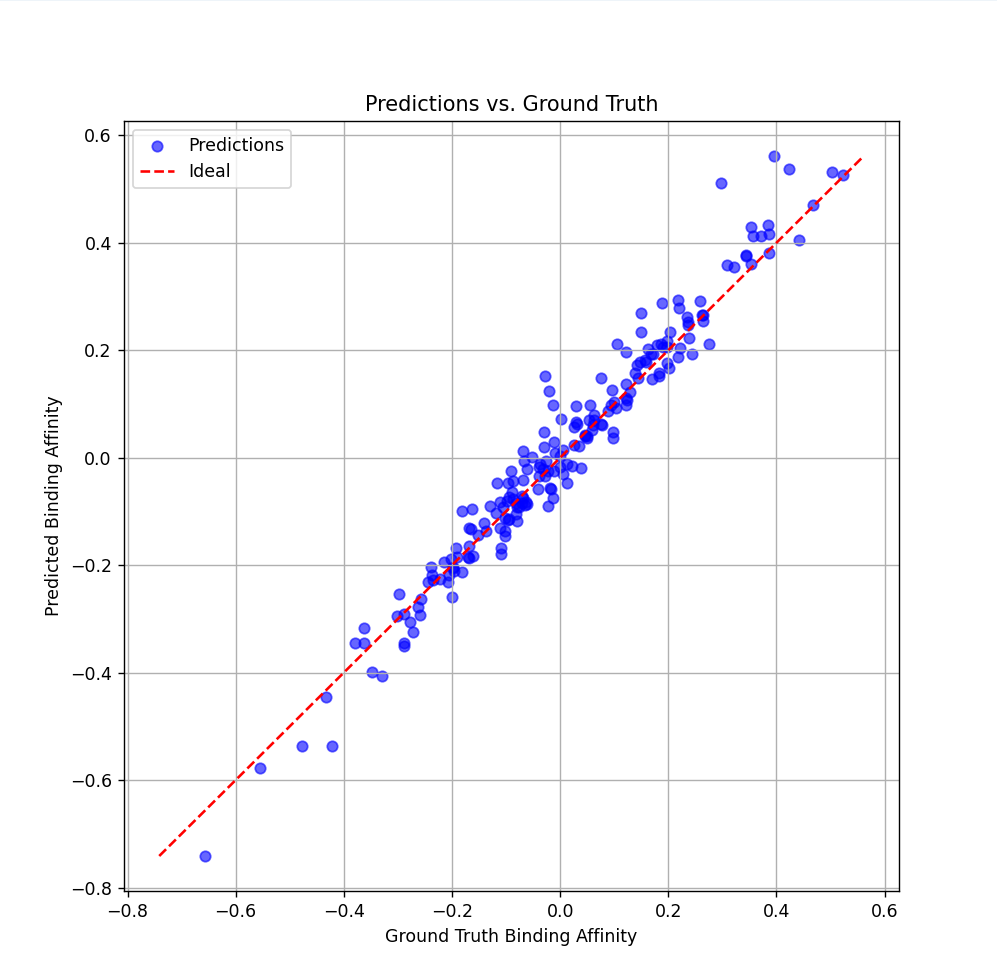 Predictions vs. Ground Truth
Predictions
Ideal
0.6
0.4
0.2
0.0
−0.2
−0.4
−0.6
−0.8
Predicted Binding Affinity
−0.8 −0.6 −0.4 −0.2 0.0 0.2 0.4 0.6
Ground Truth Binding Affinity